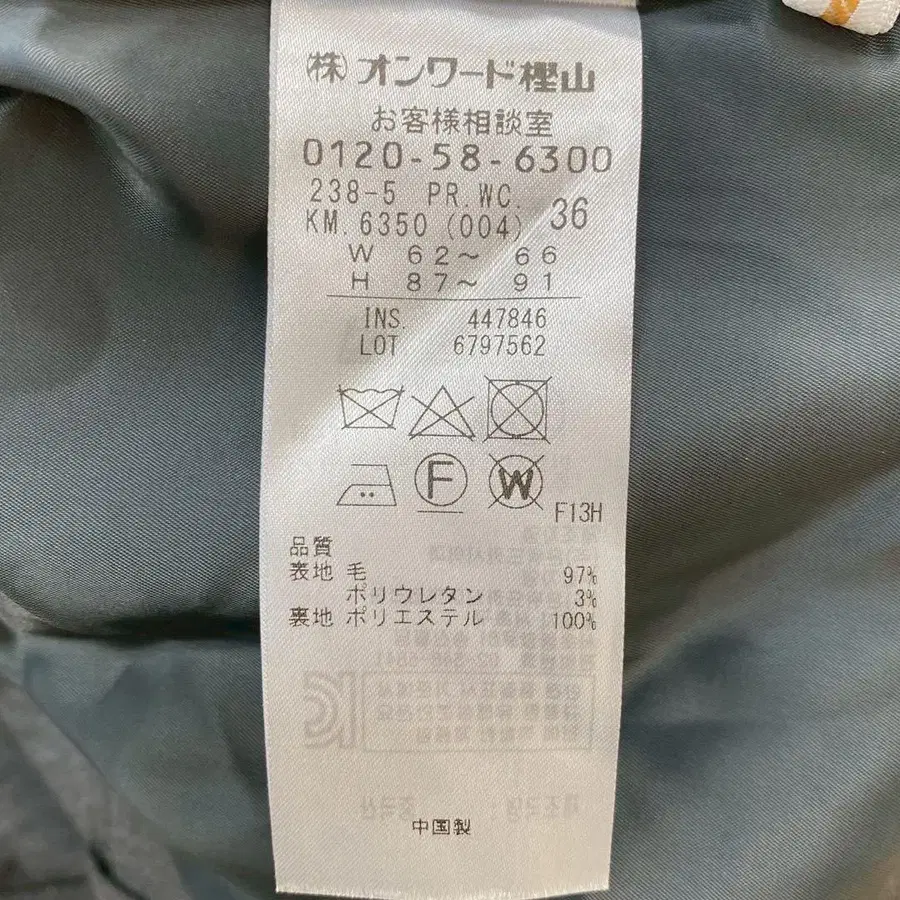 (株)オンワード樫山
お客様相談室
0120-58-6300
238-5 PR.WC.
KM.6350 (004) 36
W 62～ 66
H 87～ 91
INS. 447846
LOT 6797562
F
W
F13H
品質
表地 毛 97%
ポリウレタン 3%
裏地 ポリエステル 100%
中国製